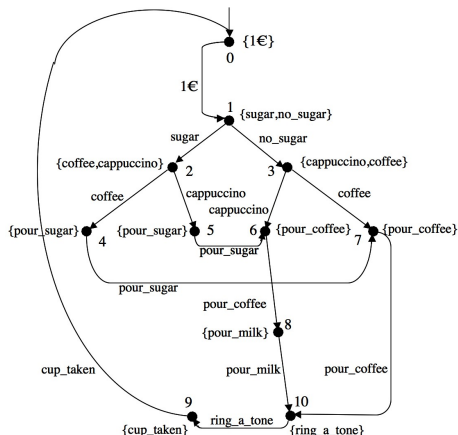 {1€}
0
1€
1
{sugar,no_sugar}
sugar
no_sugar
{coffee,cappuccino}
2
3
{cappuccino,coffee}
coffee
cappuccino
cappuccino
coffee
{pour_sugar}
4
{pour_sugar}
5
6
{pour_coffee}
7
{pour_coffee}
pour_sugar
pour_sugar
pour_coffee
{pour_milk}
8
cup_taken
pour_milk
pour_coffee
9
ring_a_tone
10
{cup_taken}
{ring_a_tone}